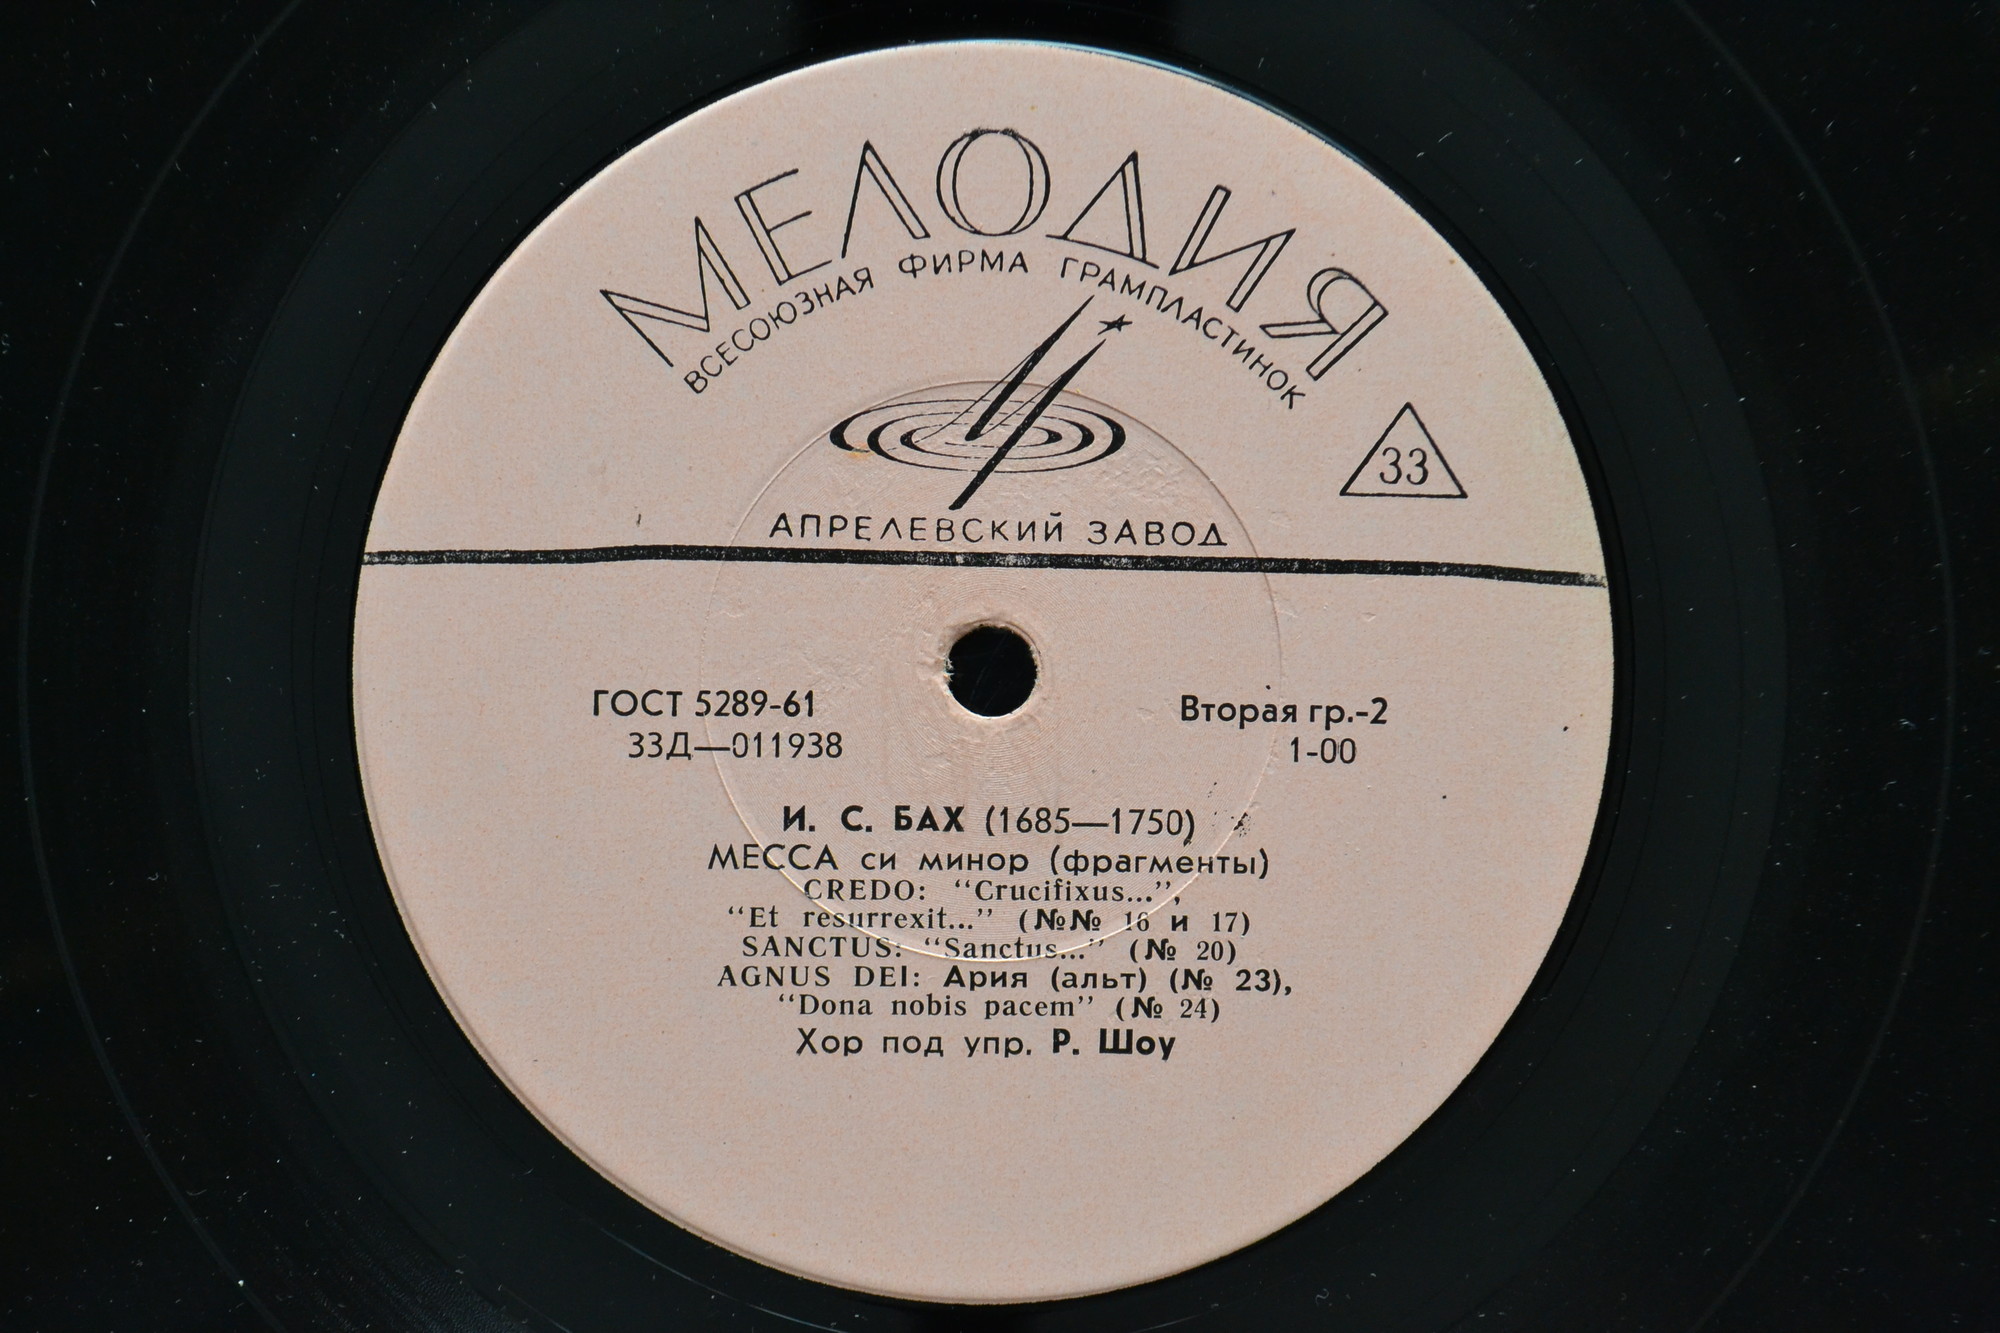 МЕЛОДИЯ
ВСЕСОЮЗНАЯ ФИРМА ГРАМПЛАСТИНОК
33
АПРЕЛЕВСКИЙ ЗАВОД
ГОСТ 5289-61
Вторая гр.-2
33Д—011938
1-00
И. С. БАХ (1685—1750)
МЕССА си минор (фрагменты)
CREDO: “Crucifixus...”,
“Et resurrexit...” (№№ 16 и 17)
SANCTUS: “Sanctus...” (№ 20)
AGNUS DEI: Ария (альт) (№ 23),
“Dona nobis pacem” (№ 24)
Хор под упр. Р. Шоу